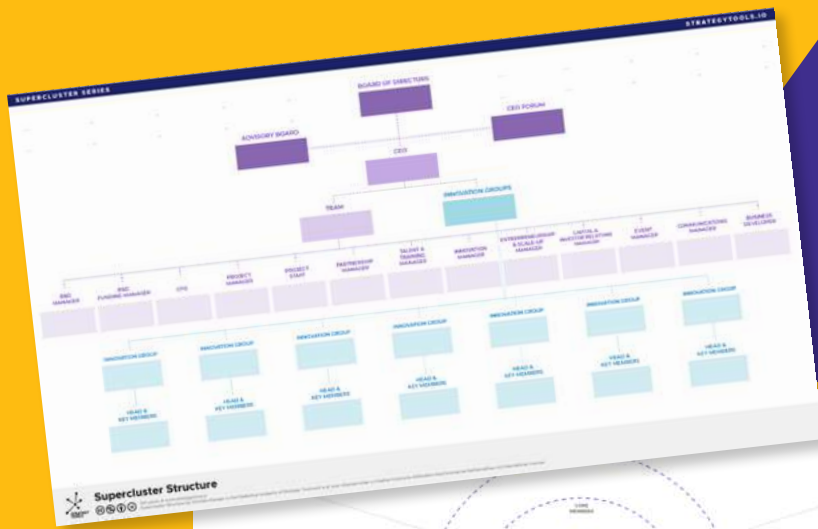 SUPERCLUSTER SERIES
STRATEGYTOOLS.IO
BOARD OF DIRECTORS
ADVISORY BOARD
CEO FORUM
CEO
TEAM
INNOVATION GROUPS
R&D
MANAGER
R&D
FUNDING MANAGER
CFO
PROJECT
MANAGER
PROJECT
STAFF
PARTNERSHIP
MANAGER
TALENT &
TRAINING
MANAGER
INNOVATION
MANAGER
ENTREPRENEURSHIP
& SCALE-UP
MANAGER
CAPITAL &
INVESTOR RELATIONS
MANAGER
EVENT
MANAGER
COMMUNICATIONS
MANAGER
BUSINESS
DEVELOPER
INNOVATION GROUP
INNOVATION GROUP
INNOVATION GROUP
INNOVATION GROUP
INNOVATION GROUP
INNOVATION GROUP
INNOVATION GROUP
HEAD &
KEY MEMBERS
HEAD &
KEY MEMBERS
HEAD &
KEY MEMBERS
HEAD &
KEY MEMBERS
HEAD &
KEY MEMBERS
HEAD &
KEY MEMBERS
HEAD &
KEY MEMBERS
Supercluster Structure
CORE
MEMBERS